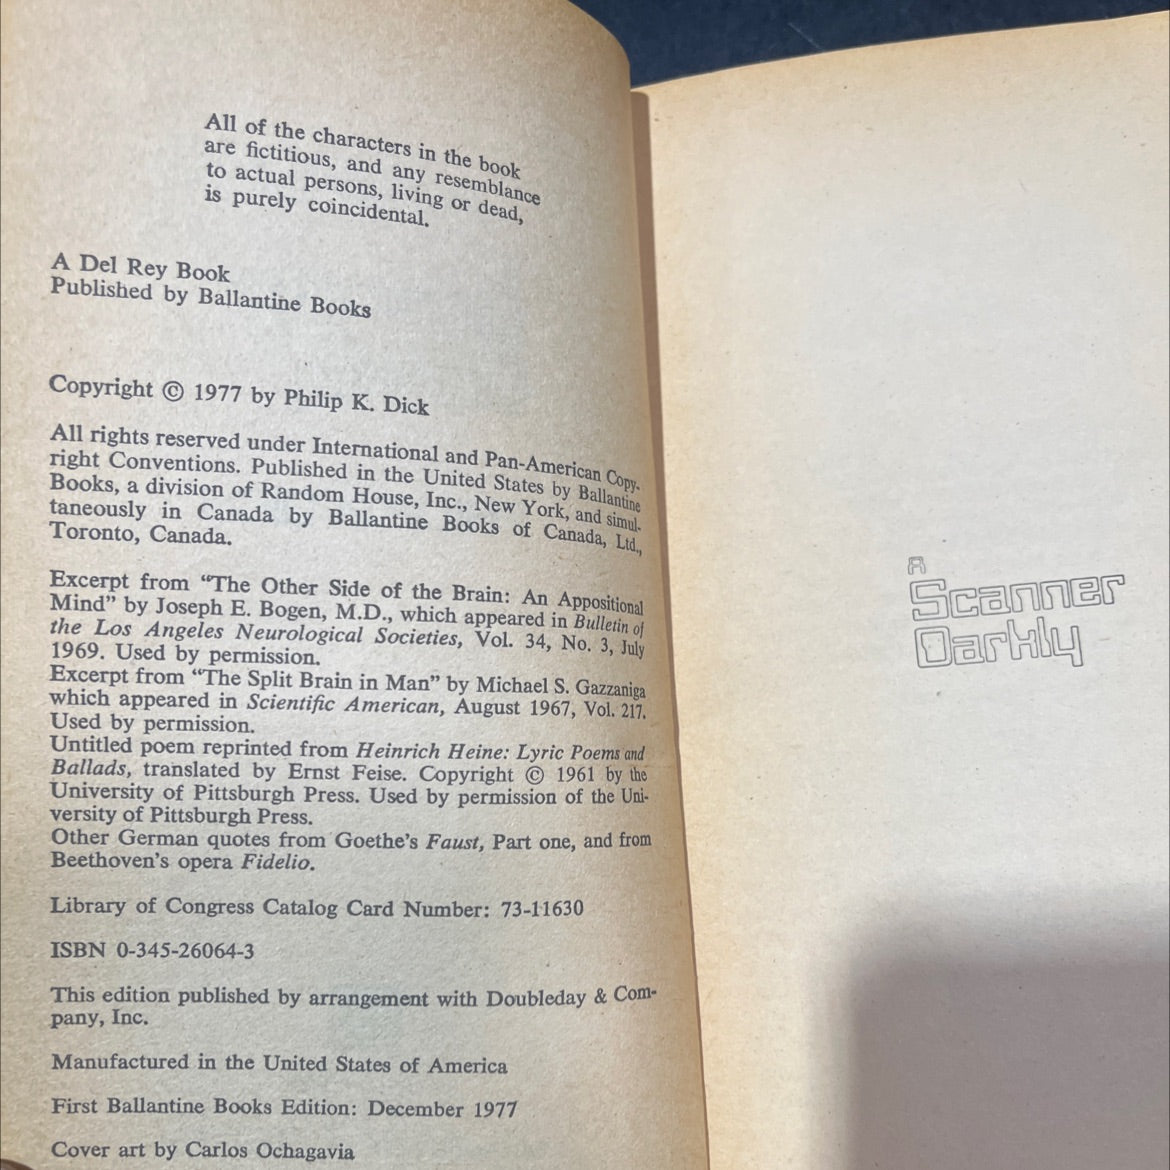 All of the characters in the book
are fictitious, and any resemblance
to actual persons, living or dead,
is purely coincidental.
A Del Rey Book
Published by Ballantine Books
Copyright © 1977 by Philip K. Dick
All rights reserved under International and Pan-American Copy-
right Conventions. Published in the United States by Ballantine
Books, a division of Random House, Inc., New York, and simul-
taneously in Canada by Ballantine Books of Canada, Ltd.,
Toronto, Canada.
Excerpt from “The Other Side of the Brain: An Appositional
Mind” by Joseph E. Bogen, M.D., which appeared in Bulletin of
the Los Angeles Neurological Societies, Vol. 34, No. 3, July
1969. Used by permission.
Excerpt from “The Split Brain in Man” by Michael S. Gazzaniga
which appeared in Scientific American, August 1967, Vol. 217.
Used by permission.
Untitled poem reprinted from Heinrich Heine: Lyric Poems and
Ballads, translated by Ernst Feise. Copyright © 1961 by the
University of Pittsburgh Press. Used by permission of the Uni-
versity of Pittsburgh Press.
Other German quotes from Goethe’s Faust, Part one, and from
Beethoven’s opera Fidelio.
Library of Congress Catalog Card Number: 73-11630
ISBN 0-345-26064-3
This edition published by arrangement with Doubleday & Com-
pany, Inc.
Manufactured in the United States of America
First Ballantine Books Edition: December 1977
Cover art by Carlos Ochagavia
A
Scanner
Darkly